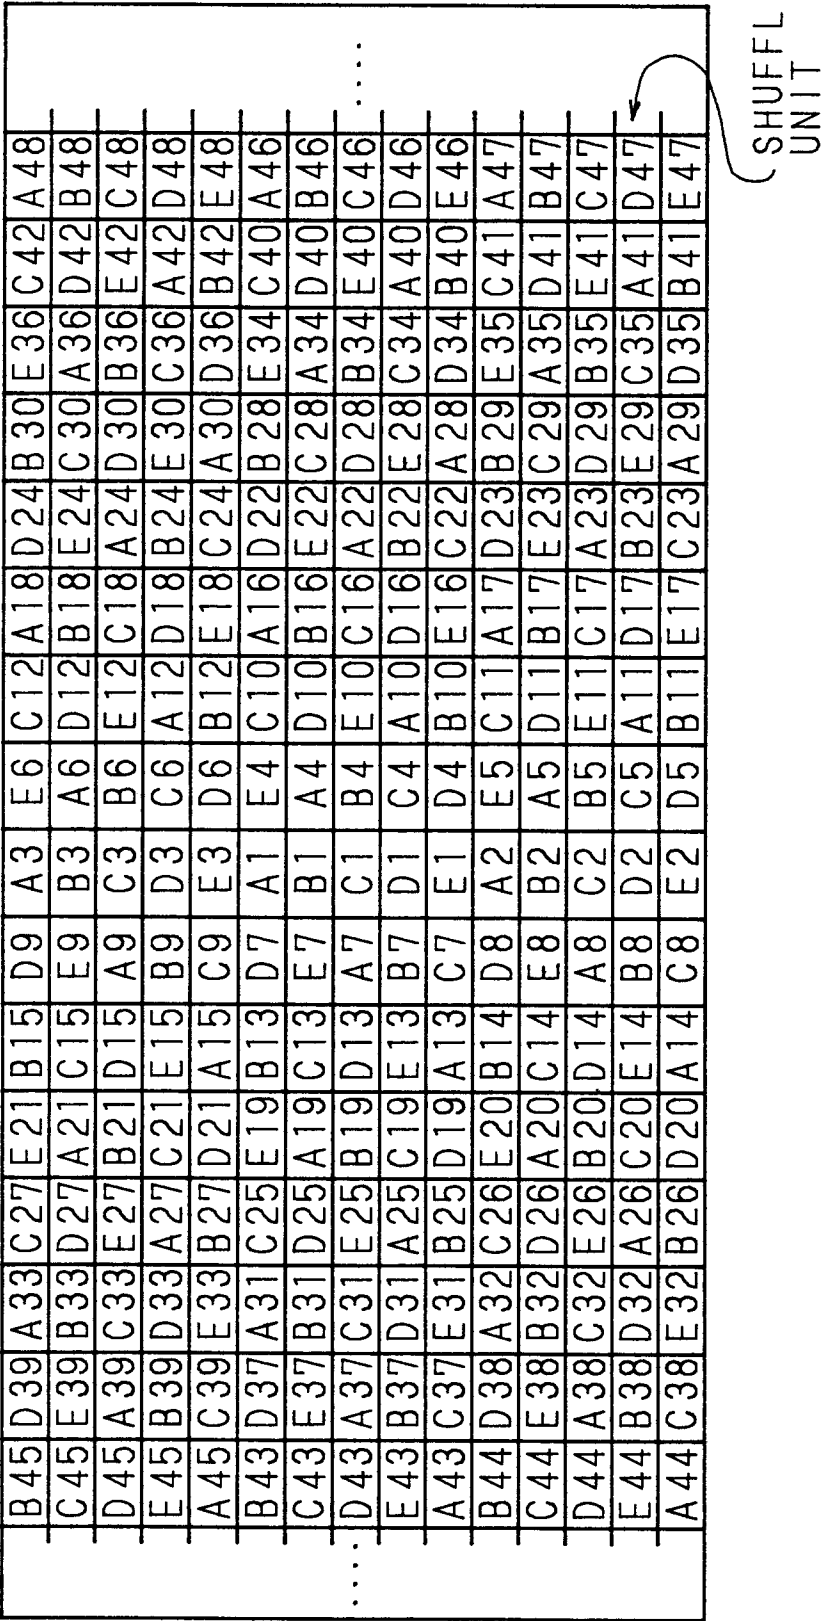 B45 D39 A33 C27 E21 B15 D9 A3 E6 C12 A18 D24 B30 E36 C42 A48
C45 E39 B33 D27 A21 C15 E9 B3 A6 D12 B18 E24 C30 A36 D42 B48
D45 A39 C33 E27 B21 D15 A9 C3 B6 E12 C18 A24 D30 B36 E42 C48
E45 B39 D33 A27 C21 E15 B9 D3 C6 A12 D18 B24 E30 C36 A42 D48
A45 C39 E33 B27 D21 A15 C9 E3 D6 B12 E18 C24 A30 D36 B42 E48
B43 D37 A31 C25 E19 B13 D7 A1 E4 C10 A16 D22 B28 E34 C40 A46
C43 E37 B31 D25 A19 C13 E7 B1 A4 D10 B16 E22 C28 A34 D40 B46
..... D43 A37 C31 E25 B19 D13 A7 C1 B4 E10 C16 A22 D28 B34 E40 C46 .....
E43 B37 D31 A25 C19 E13 B7 D1 C4 A10 D16 B22 E28 C34 A40 D46
A43 C37 E31 B25 D19 A13 C7 E1 D4 B10 E16 C22 A28 D34 B40 E46
B44 D38 A32 C26 E20 B14 D8 A2 E5 C11 A17 D23 B29 E35 C41 A47
C44 E38 B32 D26 A20 C14 E8 B2 A5 D11 B17 E23 C29 A35 D41 B47
D44 A38 C32 E26 B20 D14 A8 C2 B5 E11 C17 A23 D29 B35 E41 C47
E44 B38 D32 A26 C20 E14 B8 D2 C5 A11 D17 B23 E29 C35 A41 D47
A44 C38 E32 B26 D20 A14 C8 E2 D5 B11 E17 C23 A29 D35 B41 E47
SHUFFL
UNIT